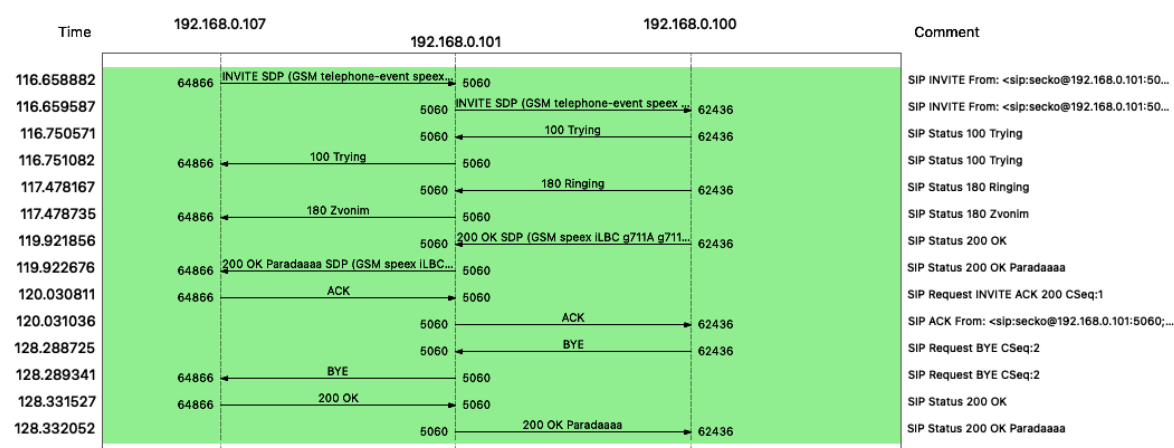 192.168.0.107 192.168.0.100
Time 192.168.0.101 Comment
116.658882 64866 INVITE SDP (GSM telephone-event speex... 5060 SIP INVITE From: <sip:secko@192.168.0.101:50...
116.659587 5060 INVITE SDP (GSM telephone-event speex ... 62436 SIP INVITE From: <sip:secko@192.168.0.101:50...
116.750571 5060 100 Trying 62436 SIP Status 100 Trying
116.751082 64866 100 Trying 5060 SIP Status 100 Trying
117.478167 5060 180 Ringing 62436 SIP Status 180 Ringing
117.478735 64866 180 Zvonim 5060 SIP Status 180 Zvonim
119.921856 5060 200 OK SDP (GSM speex iLBC g711A g711... 62436 SIP Status 200 OK
119.922676 64866 200 OK Paradaaaa SDP (GSM speex iLBC... 5060 SIP Status 200 OK Paradaaaa
120.030811 64866 ACK 5060 SIP Request INVITE ACK 200 CSeq:1
120.031036 5060 ACK 62436 SIP ACK From: <sip:secko@192.168.0.101:5060;...
128.288725 5060 BYE 62436 SIP Request BYE CSeq:2
128.289341 64866 BYE 5060 SIP Request BYE CSeq:2
128.331527 64866 200 OK 5060 SIP Status 200 OK
128.332052 5060 200 OK Paradaaaa 62436 SIP Status 200 OK Paradaaaa